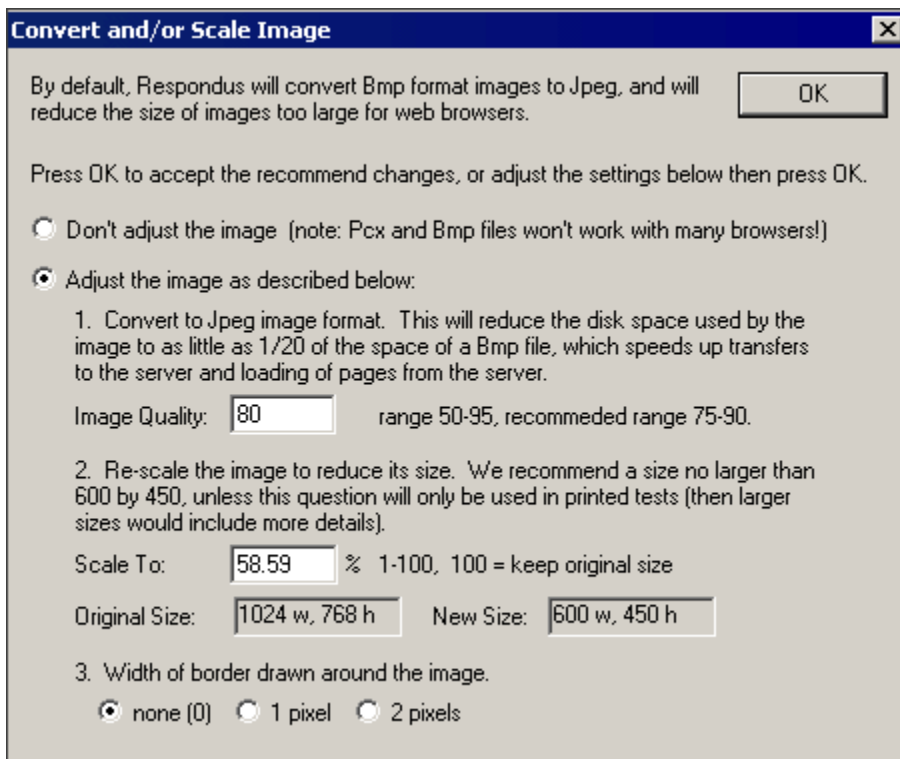 Convert and/or Scale Image
By default, Respondus will convert Bmp format images to Jpeg, and will
reduce the size of images too large for web browsers.
OK
Press OK to accept the recommend changes, or adjust the settings below then press OK.
Don't adjust the image (note: Pcx and Bmp files won't work with many browsers!)
Adjust the image as described below:
1. Convert to Jpeg image format. This will reduce the disk space used by the
image to as little as 1/20 of the space of a Bmp file, which speeds up transfers
to the server and loading of pages from the server.
Image Quality: 80 range 50-95, recommeded range 75-90.
2. Re-scale the image to reduce its size. We recommend a size no larger than
600 by 450, unless this question will only be used in printed tests (then larger
sizes would include more details).
Scale To: 58.59 % 1-100, 100 = keep original size
Original Size: 1024 w, 768 h New Size: 600 w, 450 h
3. Width of border drawn around the image.
none (0) 1 pixel 2 pixels